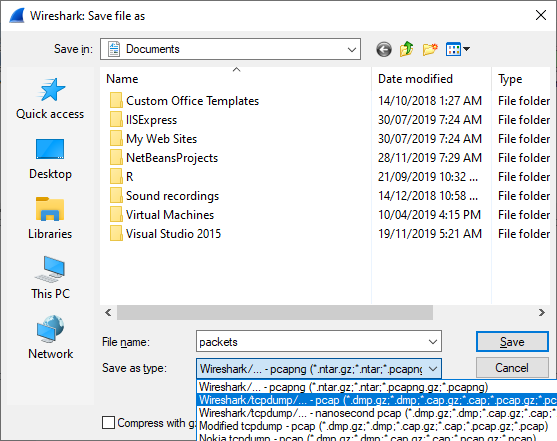 Wireshark: Save file as
Save in: Documents
Name Date modified Type
Quick access
Desktop
Libraries
This PC
Network
Custom Office Templates 14/10/2018 1:27 AM File folder
IISExpress 30/07/2019 7:24 AM File folder
My Web Sites 30/07/2019 7:24 AM File folder
NetBeansProjects 28/11/2019 7:29 AM File folder
R 21/09/2019 10:32 ... File folder
Sound recordings 14/12/2018 10:58 ... File folder
Virtual Machines 10/04/2019 4:15 PM File folder
Visual Studio 2015 19/11/2019 5:21 AM File folder
File name: packets Save
Save as type: Wireshark/... - pcapng (*.ntar.gz;*.ntar;*.pcapng Cancel
Wireshark/... - pcapng (*.ntar.gz;*.ntar;*.pcapng.gz;*.pcapng)
Wireshark/tcpdump/... - pcap (*.dmp.gz;*.dmp;*.cap.gz;*.cap;*.pcap.gz;*.pc
Compress with g
Wireshark/tcpdump/... - nanosecond pcap (*.dmp.gz;*.dmp;*.cap.gz;*.cap;
Modified tcpdump - pcap (*.dmp.gz;*.dmp;*.cap.gz;*.cap;*.pcap.gz;*.pcap)
Nokia tcpdump - pcap (*.dmp.gz;*.dmp;*.cap.gz;*.cap;*.pcap.gz;*.pcap)